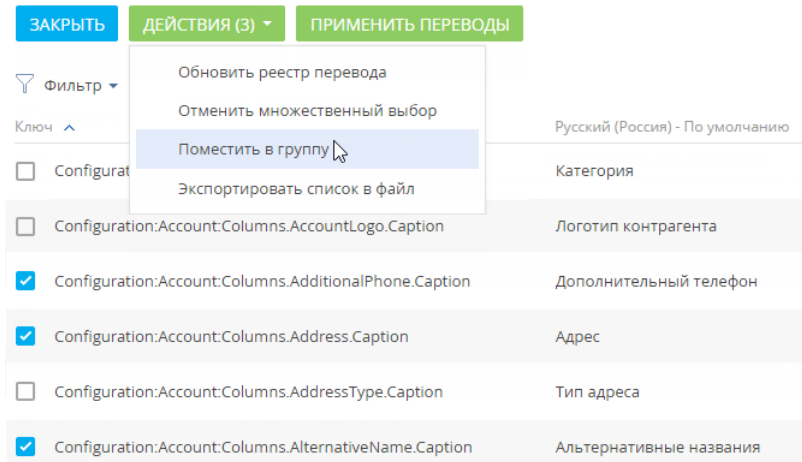 ЗАКРЫТЬ ДЕЙСТВИЯ (3) ПРИМЕНИТЬ ПЕРЕВОДЫ
Обновить реестр перевода
Фильтр
Отменить множественный выбор
Ключ Русский (Россия) - По умолчанию
Поместить в группу
Configurat Категория
Экспортировать список в файл
Configuration:Account:Columns.AccountLogo.Caption Логотип контрагента
Configuration:Account:Columns.AdditionalPhone.Caption Дополнительный телефон
Configuration:Account:Columns.Address.Caption Адрес
Configuration:Account:Columns.AddressType.Caption Тип адреса
Configuration:Account:Columns.AlternativeName.Caption Альтернативные названия